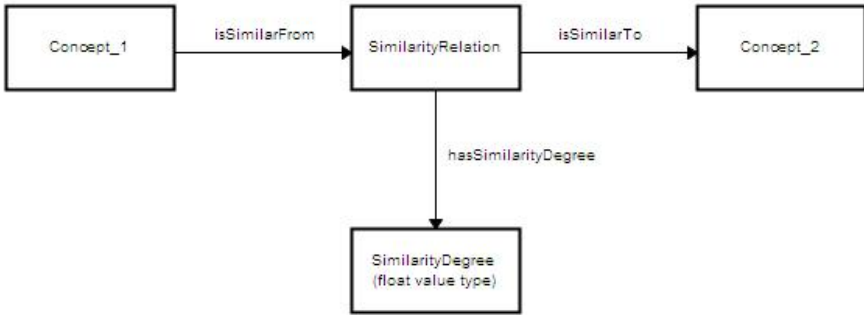 isSimilarFrom
isSimilarTo
Concept_1
SimilarityRelation
Concept_2
hasSimilarityDegree
SimilarityDegree
(float value type)